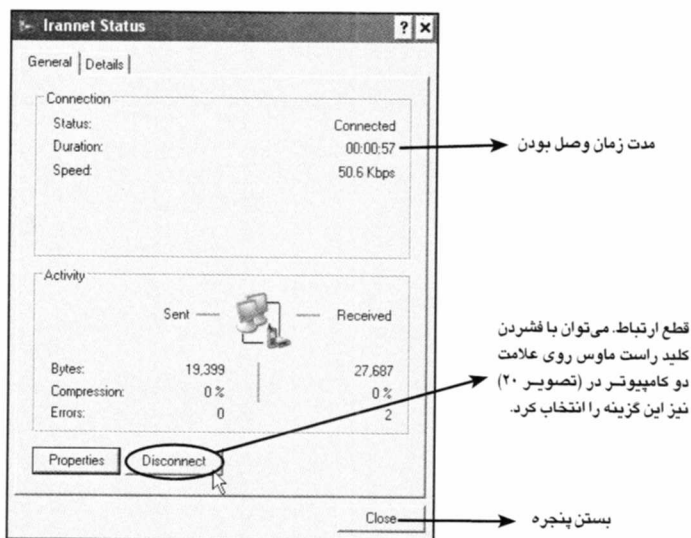 Irannet Status
General Details
Connection
Status: Connected
Duration: 00:00:57
Speed: 50.6 Kbps
مدت زمان وصل بودن
Activity
Sent — — Received
Bytes: 19,399 27,687
Compression: 0 % 0 %
Errors: 0 2
قطع ارتباط. می‌توان با فشردن
کلید راست ماوس روی علامت
دو کامپیوتر در (تصویر ۲۰)
نیز این گزینه را انتخاب کرد.
Properties Disconnect
Close
بستن پنجره